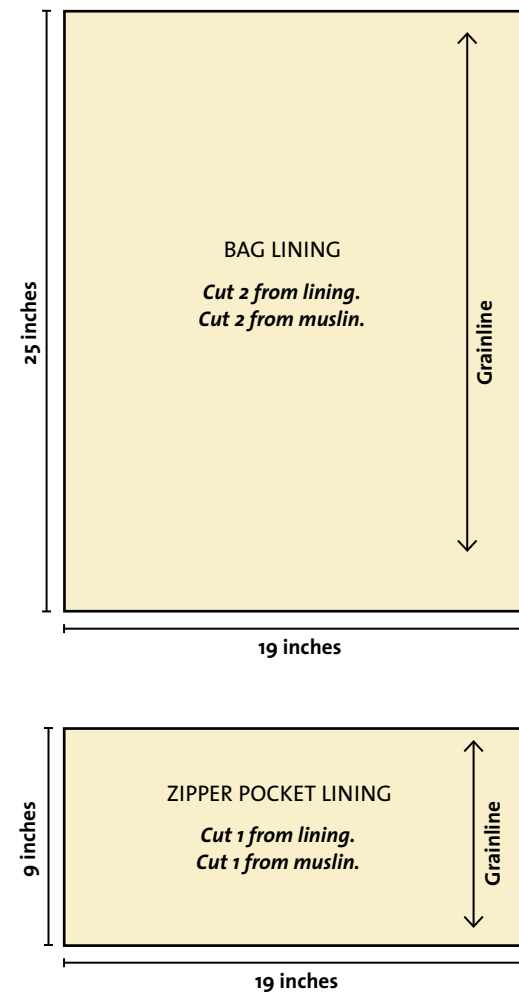 BAG LINING
Cut 2 from lining.
Cut 2 from muslin.
Grainline
25 inches
19 inches
ZIPPER POCKET LINING
Cut 1 from lining.
Cut 1 from muslin.
Grainline
9 inches
19 inches